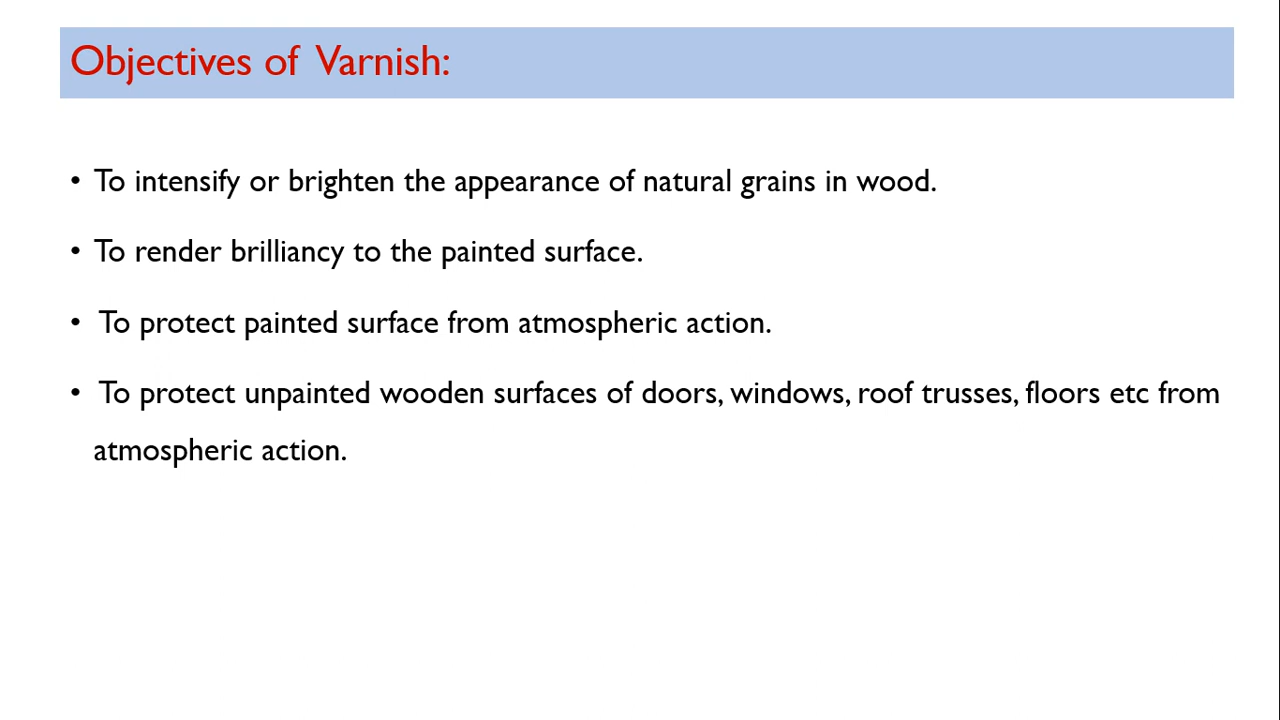 Objectives of Varnish:
• To intensify or brighten the appearance of natural grains in wood.
• To render brilliancy to the painted surface.
• To protect painted surface from atmospheric action.
• To protect unpainted wooden surfaces of doors, windows, roof trusses, floors etc from
atmospheric action.